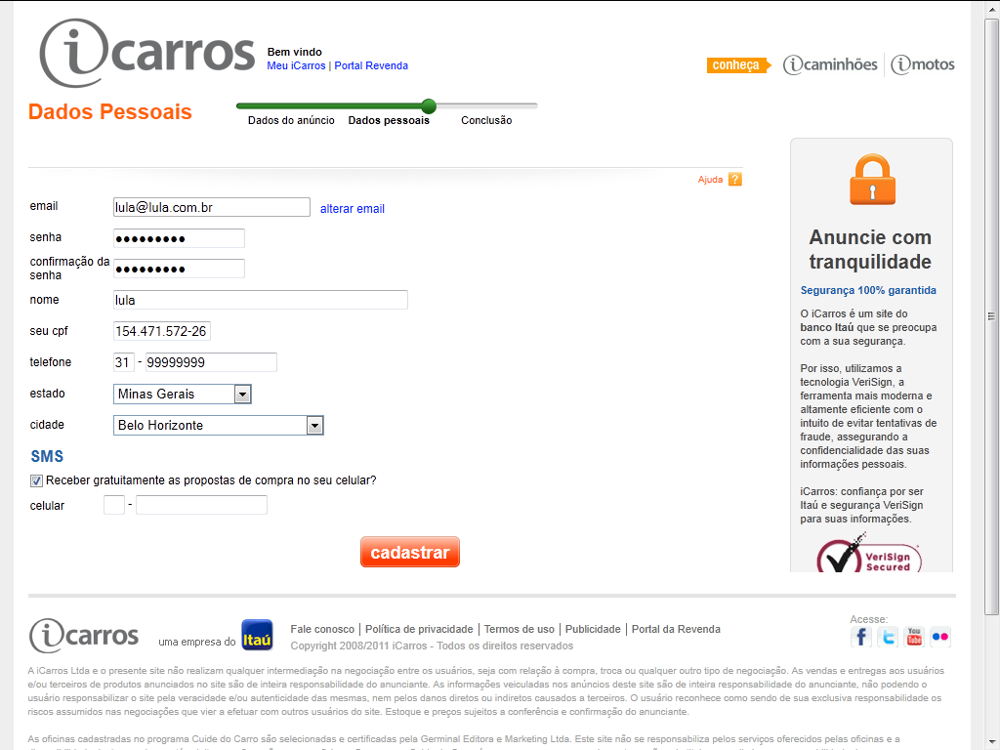 icarros
Bem vindo
Meu iCarros | Portal Revenda
conheça
icaminhões
imotos
Dados Pessoais
Dados do anúncio Dados pessoais Conclusão
Ajuda ?
email lula@lula.com.br alterar email
senha ●●●●●●●●●
confirmação da
senha ●●●●●●●●●
nome lula
seu cpf 154.471.572-26
telefone 31 - 99999999
estado Minas Gerais
cidade Belo Horizonte
SMS
Receber gratuitamente as propostas de compra no seu celular?
celular -
cadastrar
Anuncie com
tranquilidade
Segurança 100% garantida
O iCarros é um site do
banco Itaú que se preocupa
com a sua segurança.
Por isso, utilizamos a
tecnologia VeriSign, a
ferramenta mais moderna e
altamente eficiente com o
intuito de evitar tentativas de
fraude, assegurando a
confidencialidade das suas
informações pessoais.
iCarros: confiança por ser
Itaú e segurança VeriSign
para suas informações.
VeriSign
Secured
icarros
uma empresa do Itaú
Fale conosco | Política de privacidade | Termos de uso | Publicidade | Portal da Revenda
Copyright 2008/2011 iCarros - Todos os direitos reservados
Acesse:
f t You Tube
A iCarros Ltda e o presente site não realizam qualquer intermediação na negociação entre os usuários, seja com relação à compra, troca ou qualquer outro tipo de negociação. As vendas e entregas aos usuários
e/ou terceiros de produtos anunciados no site são de inteira responsabilidade do anunciante. As informações veiculadas nos anúncios deste site são de inteira responsabilidade do anunciante, não podendo o
usuário responsabilizar o site pela veracidade e/ou autenticidade das mesmas, nem pelos danos diretos ou indiretos causados a terceiros. O usuário reconhece como sendo de sua exclusiva responsabilidade os
riscos assumidos nas negociações que vier a efetuar com outros usuários do site. Estoque e preços sujeitos a conferência e confirmação do anunciante.
As oficinas cadastradas no programa Cuide do Carro são selecionadas e certificadas pela Germinal Editora e Marketing Ltda. Este site não se responsabiliza pelos serviços oferecidos pelas oficinas e a